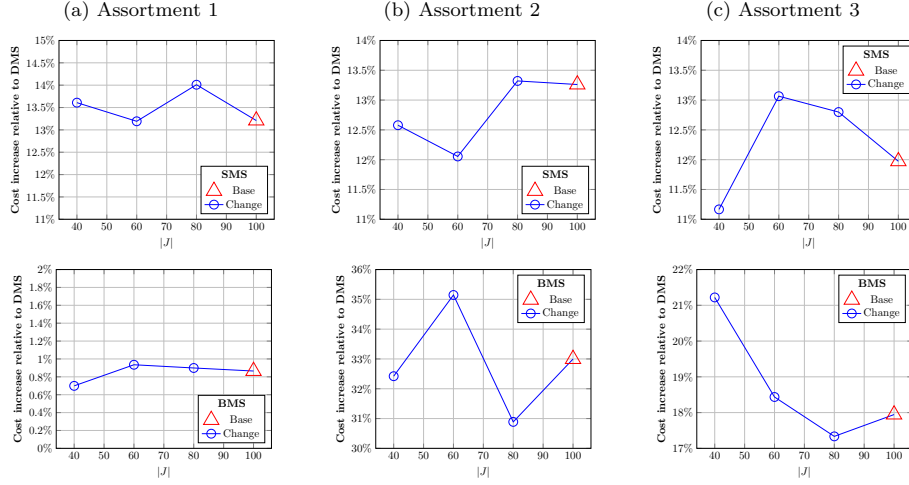 (a) Assortment 1
(b) Assortment 2
(c) Assortment 3
Cost increase relative to DMS
15%
14%
14%
13.5%
13%
12.5%
12%
11.5%
11%
40 50 60 70 80 90 100
|J|
SMS
Base
Change
Cost increase relative to DMS
14%
13.5%
13%
12.5%
12%
11.5%
11%
40 50 60 70 80 90 100
|J|
SMS
Base
Change
Cost increase relative to DMS
14%
13.5%
13%
12.5%
12%
11.5%
11%
40 50 60 70 80 90 100
|J|
SMS
Base
Change
Cost increase relative to DMS
2%
1.8%
1.6%
1.4%
1.2%
1%
0.8%
0.6%
0.4%
0.2%
0%
40 50 60 70 80 90 100
|J|
BMS
Base
Change
Cost increase relative to DMS
36%
35%
34%
33%
32%
31%
30%
40 50 60 70 80 90 100
|J|
BMS
Base
Change
Cost increase relative to DMS
22%
21%
20%
19%
18%
17%
40 50 60 70 80 90 100
|J|
BMS
Base
Change